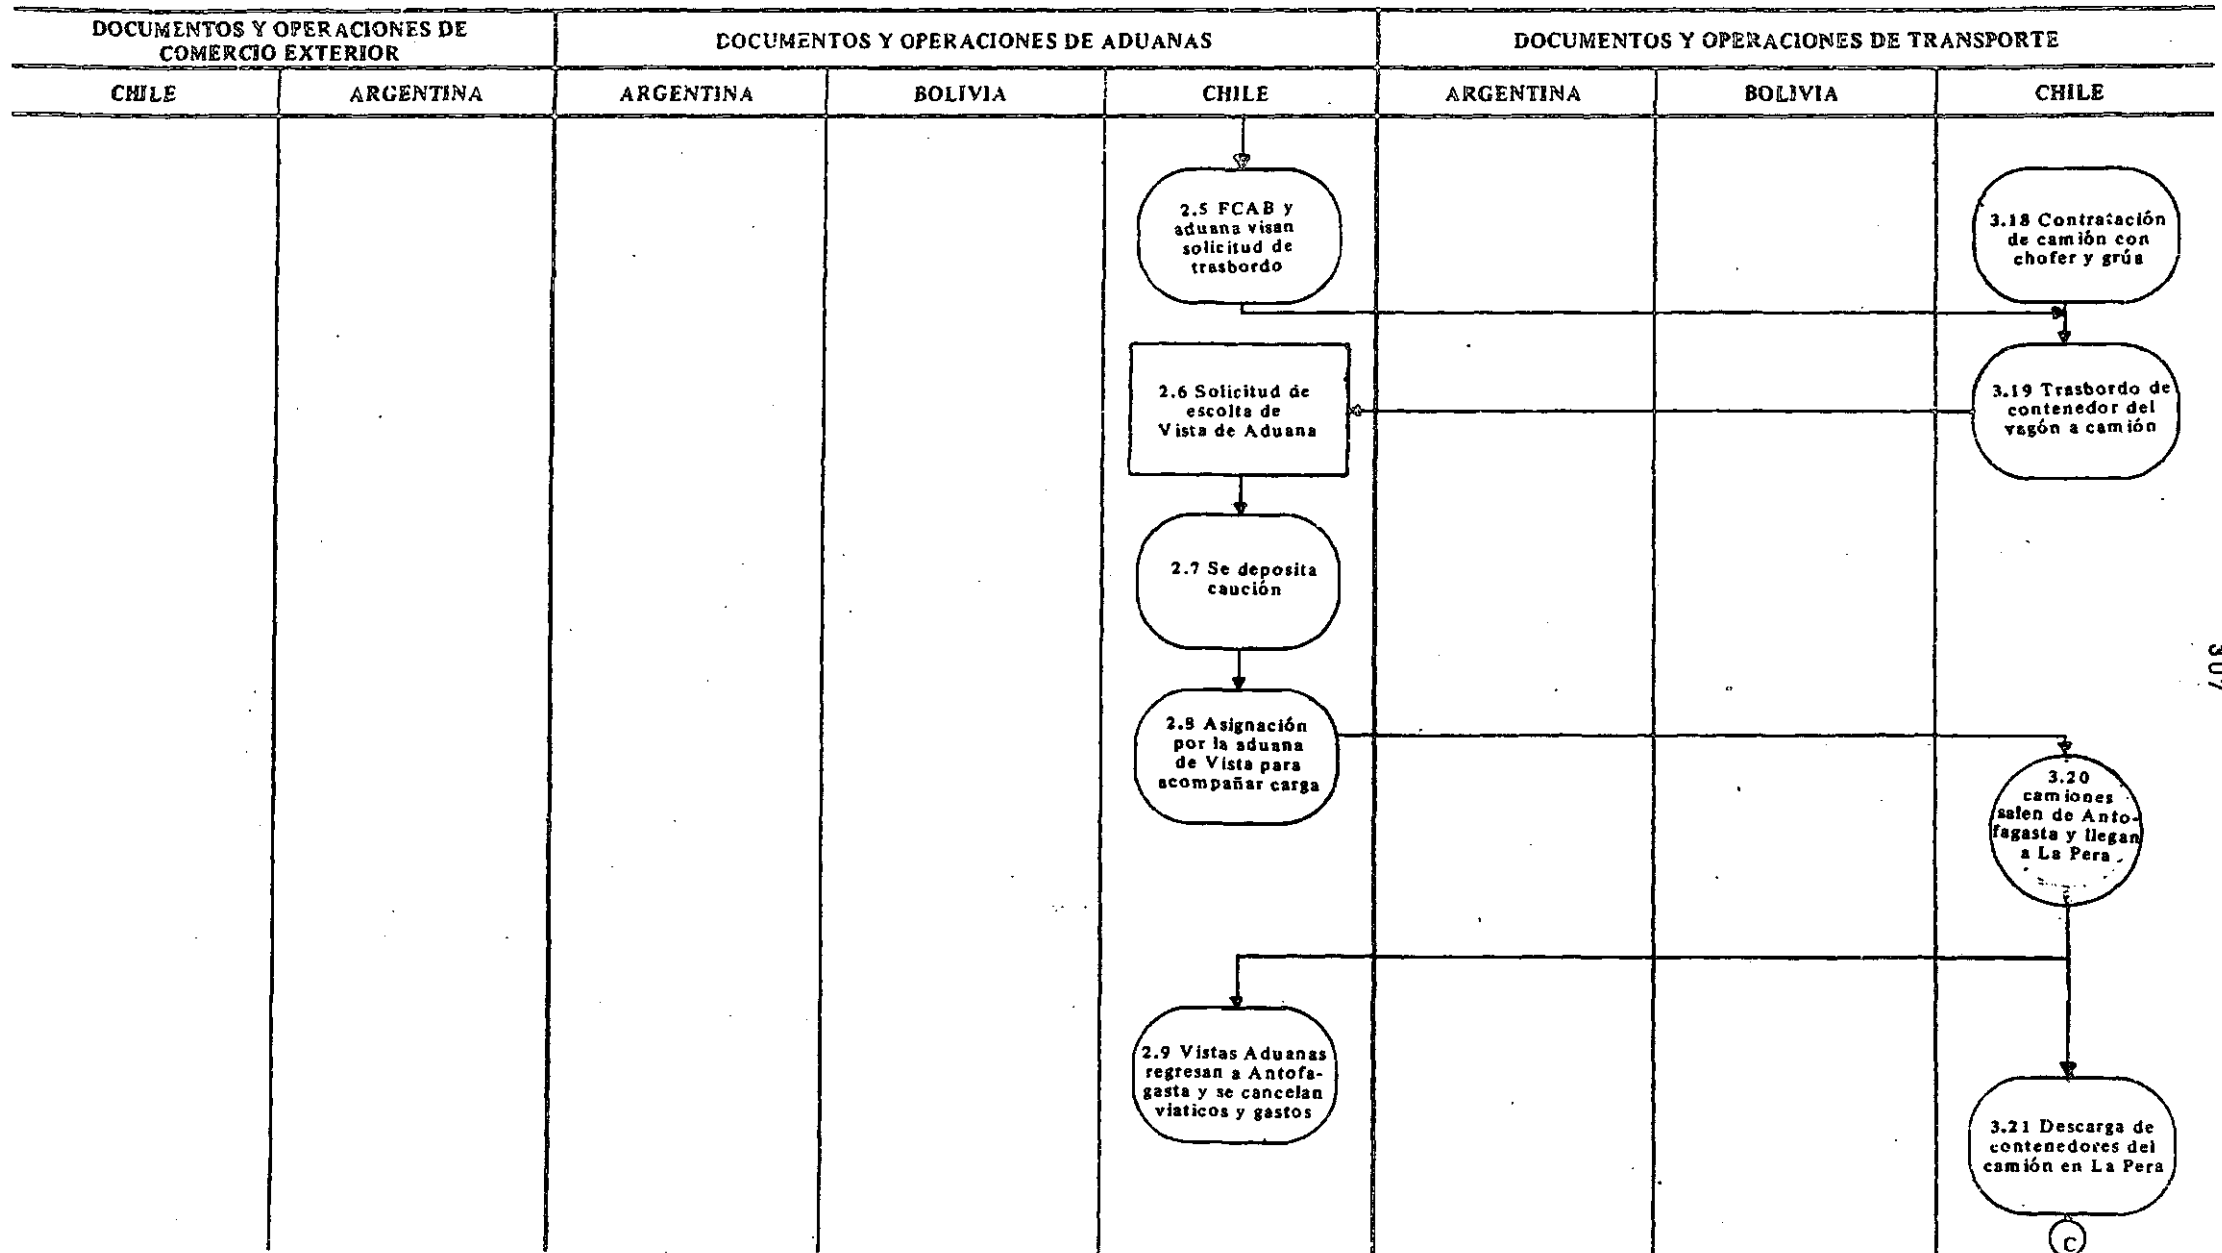 DOCUMENTOS Y OPERACIONES DE
COMERCIO EXTERIOR
DOCUMENTOS Y OPERACIONES DE ADUANAS
DOCUMENTOS Y OPERACIONES DE TRANSPORTE
CHILE
ARGENTINA
ARGENTINA
BOLIVIA
CHILE
ARGENTINA
BOLIVIA
CHILE
2.5 FCAB y
aduana visan
solicitud de
trasbordo
3.18 Contratación
de camión con
chofer y grúa
2.6 Solicitud de
escolta de
Vista de Aduana
3.19 Trasbordo de
contenedor del
vagón a camión
2.7 Se deposita
caución
307
2.8 Asignación
por la aduana
de Vista para
acompañar carga
3.20
camiones
salen de Anto-
fagasta y llegan
a La Pera
2.9 Vistas Aduanas
regresan a Antofa-
gasta y se cancelan
viaticos y gastos
3.21 Descarga de
contenedores del
camión en La Pera
C